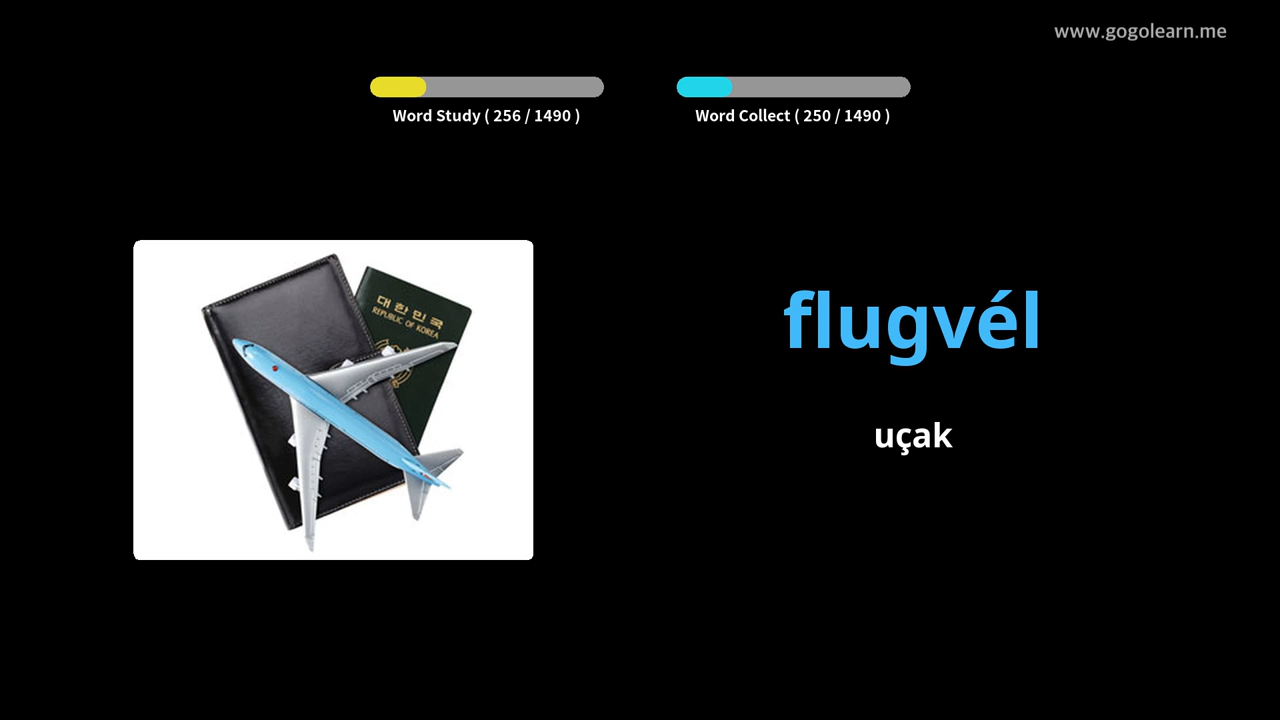 www.gogolearn.me
Word Study ( 256 / 1490 )
Word Collect ( 250 / 1490 )
대한민국
REPUBLIC OF KOREA
flugvél
uçak